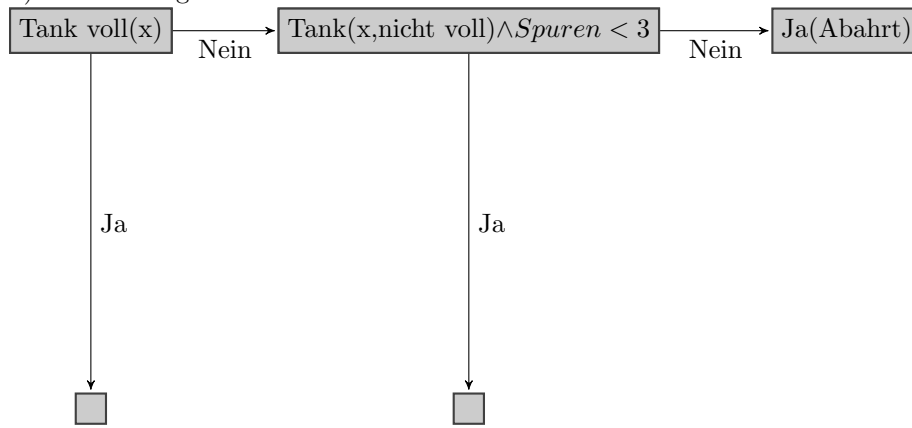 Tank voll(x)
Tank(x,nicht voll)∧Spuren < 3
Ja(Abahrt)
Nein
Nein
Ja
Ja